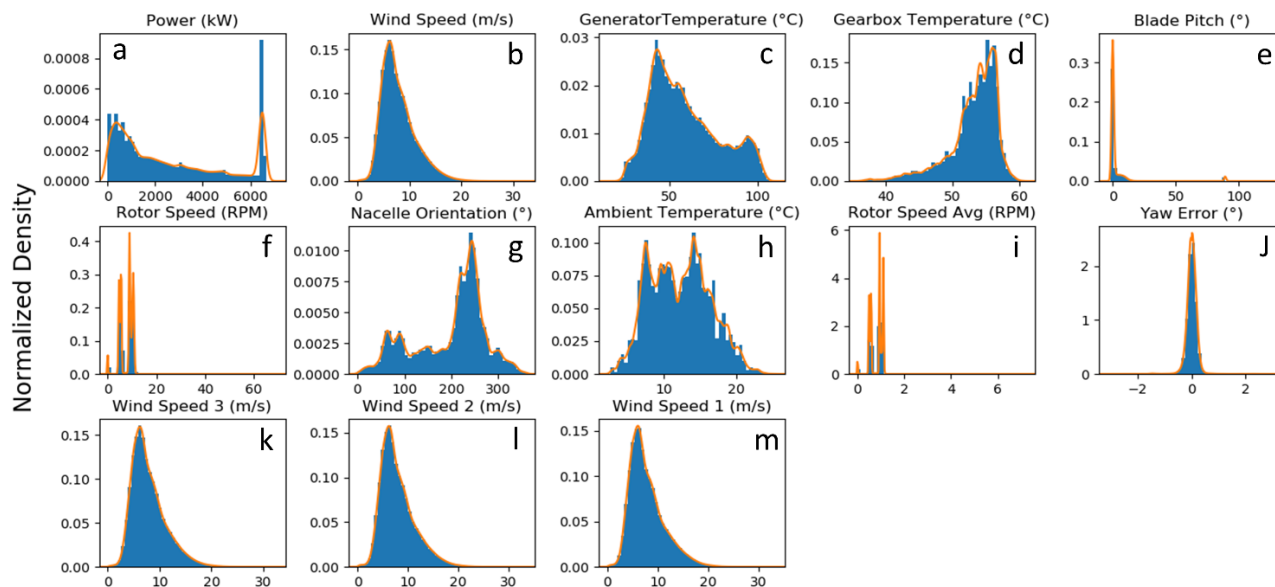 Power (kW)
a
0.0008
0.0006
0.0004
0.0002
0.0000
0 2000 4000 6000
Wind Speed (m/s)
b
0.15
0.10
0.05
0.00
0 10 20 30
GeneratorTemperature (°C)
c
0.03
0.02
0.01
0.00
50 100
Gearbox Temperature (°C)
d
0.15
0.10
0.05
0.00
40 50 60
Blade Pitch (°)
e
0.3
0.2
0.1
0.0
0 50 100
Normalized Density
Rotor Speed (RPM)
f
0.4
0.3
0.2
0.1
0.0
0 20 40 60
Nacelle Orientation (°)
g
0.0100
0.0075
0.0050
0.0025
0.0000
0 100 200 300
Ambient Temperature (°C)
h
0.100
0.075
0.050
0.025
0.000
10 20
Rotor Speed Avg (RPM)
i
6
4
2
0
0 2 4 6
Yaw Error (°)
J
2
1
0
−2 0 2
Wind Speed 3 (m/s)
k
0.15
0.10
0.05
0.00
0 10 20 30
Wind Speed 2 (m/s)
l
0.15
0.10
0.05
0.00
0 10 20 30
Wind Speed 1 (m/s)
m
0.15
0.10
0.05
0.00
0 10 20 30